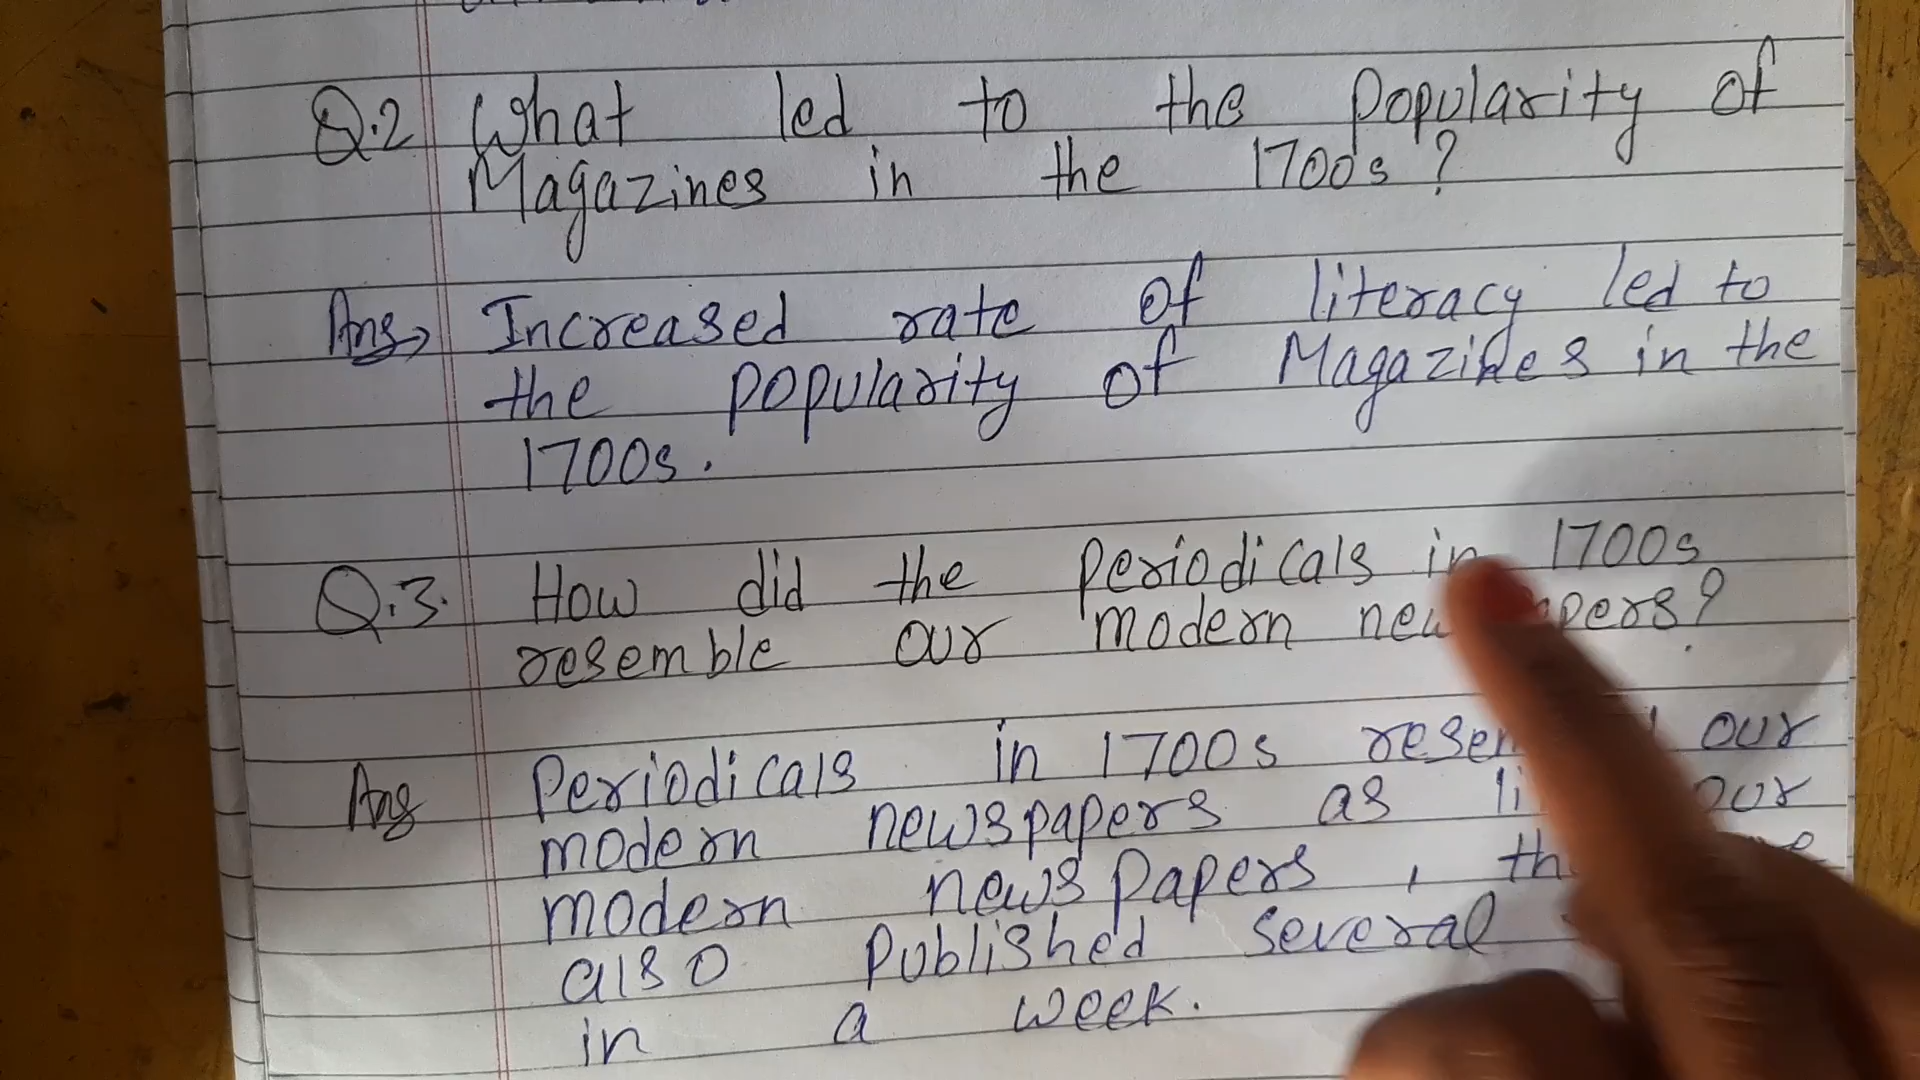 Q.2 What led to the Popularity of
Magazines in the 1700s?
Ans→ Increased rate of literacy led to
the popularity of Magazines in the
1700s.
Q.3. How did the Periodicals in 1700s
resemble our modern
Ans Periodicals in 1700s our
modern newspapers as our
modern newspapers,
also Published several
in a week.